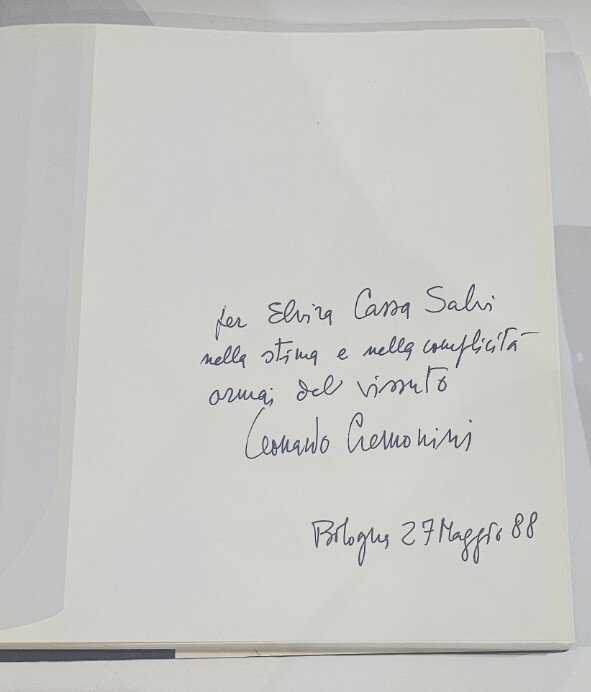 per Elvira Cassa Salvi
nella stima e nella complicità
ormai del vissuto
Leonardo Cremonini
Bologna 27 Maggio 88